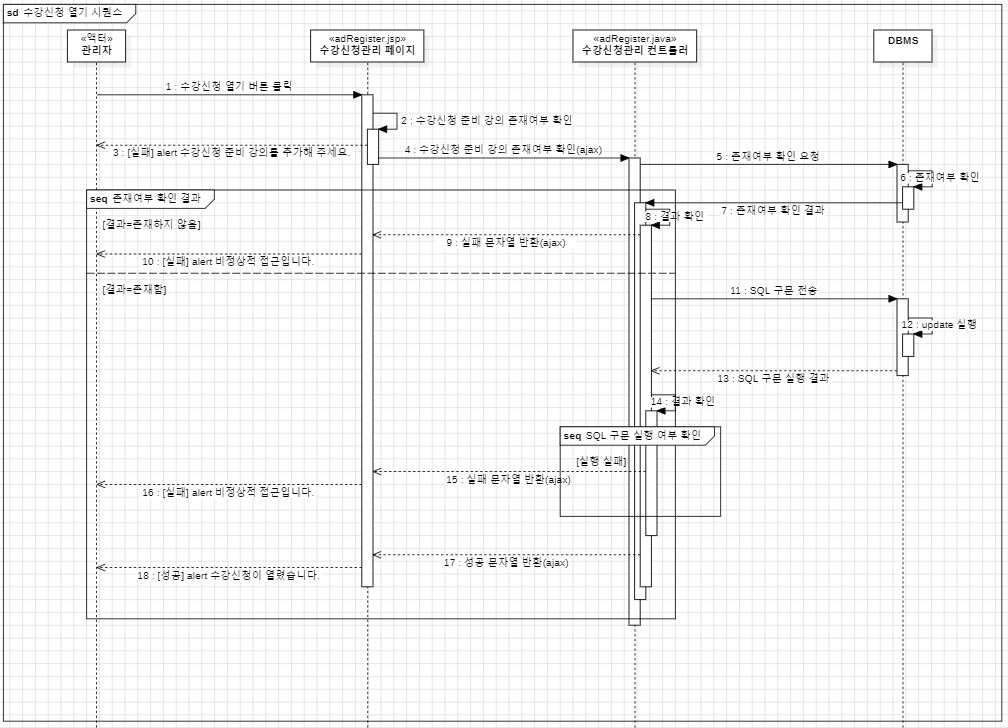 sd 수강신청 열기 시퀀스
«액터»
관리자
«adRegister.jsp»
수강신청관리 페이지
«adRegister.java»
수강신청관리 컨트롤러
DBMS
1 : 수강신청 열기 버튼 클릭
2 : 수강신청 준비 강의 존재여부 확인
3 : [실패] alert 수강신청 준비 강의를 추가해 주세요.
4 : 수강신청 준비 강의 존재여부 확인(ajax)
5 : 존재여부 확인 요청
6 : 존재여부 확인
seq 존재여부 확인 결과
7 : 존재여부 확인 결과
8 : 결과 확인
[결과=존재하지 않음]
9 : 실패 문자열 반환(ajax)
10 : [실패] alert 비정상적 접근입니다.
[결과=존재함]
11 : SQL 구문 전송
12 : update 실행
13 : SQL 구문 실행 결과
14 : 결과 확인
seq SQL 구문 실행 여부 확인
[실행 실패]
15 : 실패 문자열 반환(ajax)
16 : [실패] alert 비정상적 접근입니다.
17 : 성공 문자열 반환(ajax)
18 : [성공] alert 수강신청이 열렸습니다.